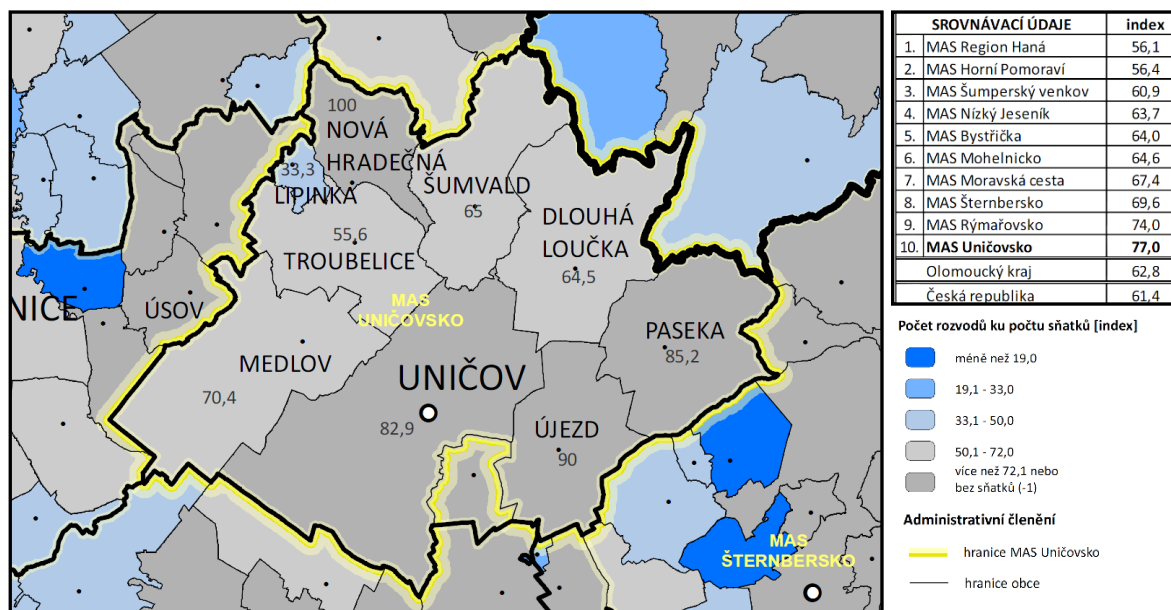 100
NOVÁ
HRADEČNÁ
33,3
LIPINKA
ŠUMVALD
65
DLOUHÁ
LOUČKA
64,5
55,6
TROUBELICE
NICE
ÚSOV
MAS
UNIČOVSKO
PASEKA
85,2
MEDLOV
70,4
UNIČOV
82,9
ÚJEZD
90
MAS
ŠTERNBERSKO
SROVNÁVACÍ ÚDAJE index
1. MAS Region Haná 56,1
2. MAS Horní Pomoraví 56,4
3. MAS Šumperský venkov 60,9
4. MAS Nízký Jeseník 63,7
5. MAS Bystřička 64,0
6. MAS Mohelnicko 64,6
7. MAS Moravská cesta 67,4
8. MAS Šternbersko 69,6
9. MAS Rýmařovsko 74,0
10. MAS Uničovsko 77,0
Olomoucký kraj 62,8
Česká republika 61,4
Počet rozvodů ku počtu sňatků [index]
méně než 19,0
19,1 - 33,0
33,1 - 50,0
50,1 - 72,0
více než 72,1 nebo
bez sňatků (-1)
Administrativní členění
hranice MAS Uničovsko
hranice obce